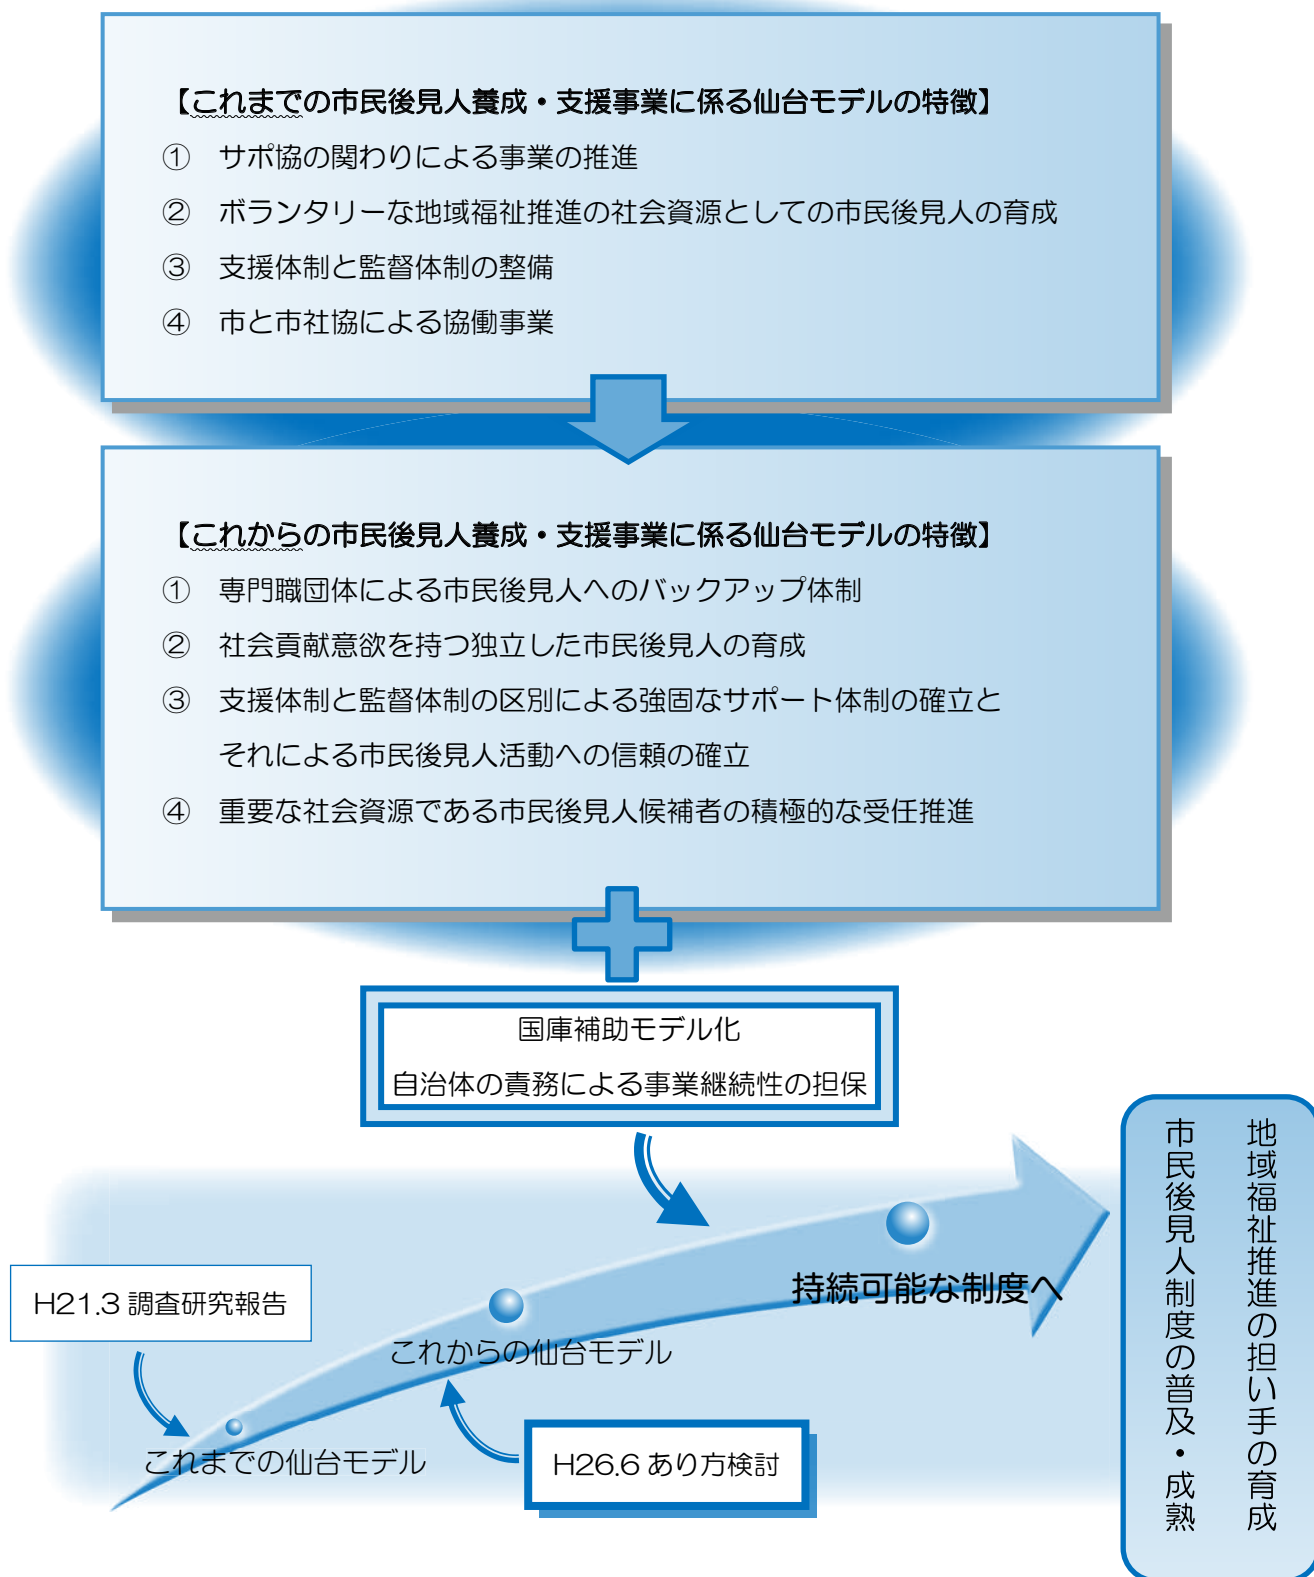 【これまでの市民後見人養成・支援事業に係る仙台モデルの特徴】
① サポ協の関わりによる事業の推進
② ボランタリーな地域福祉推進の社会資源としての市民後見人の育成
③ 支援体制と監督体制の整備
④ 市と市社協による協働事業
【これからの市民後見人養成・支援事業に係る仙台モデルの特徴】
① 専門職団体による市民後見人へのバックアップ体制
② 社会貢献意欲を持つ独立した市民後見人の育成
③ 支援体制と監督体制の区別による強固なサポート体制の確立と
それによる市民後見人活動への信頼の確立
④ 重要な社会資源である市民後見人候補者の積極的な受任推進
国庫補助モデル化
自治体の責務による事業継続性の担保
地域福祉推進の担い手の育成
市民後見人制度の普及・成熟
持続可能な制度へ
H21.3 調査研究報告
これからの仙台モデル
これまでの仙台モデル
H26.6 あり方検討